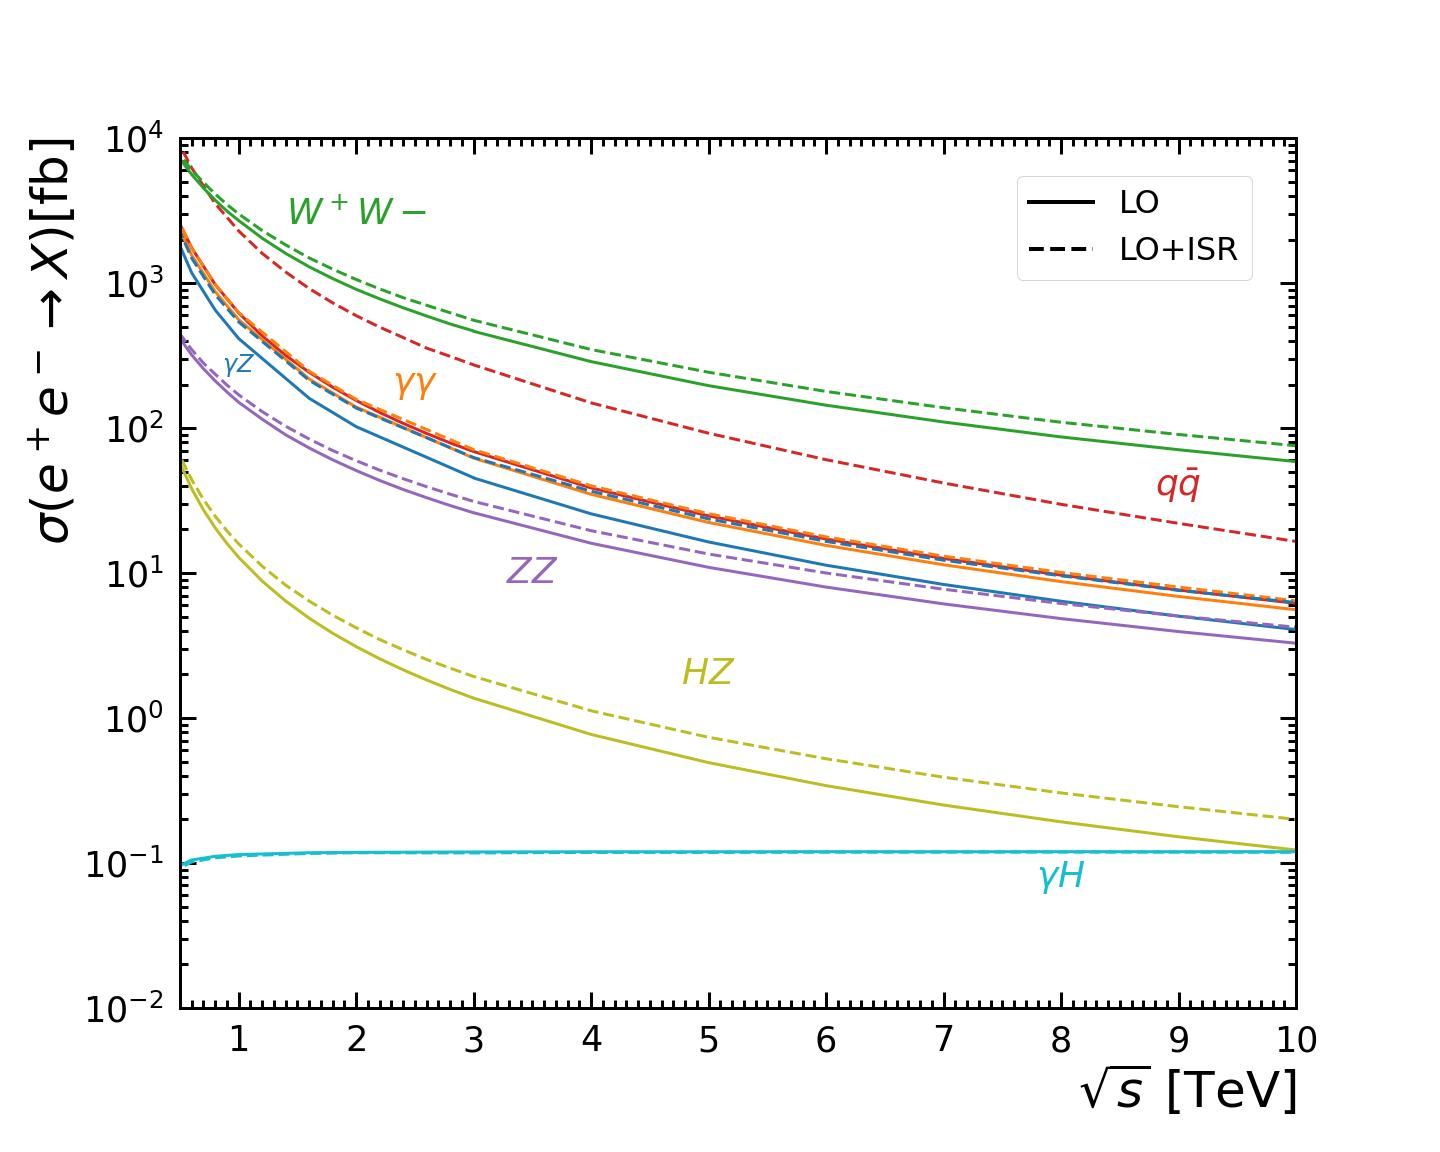 σ(e⁺e⁻ → X)[fb]
10⁴
10³
10²
10¹
10⁰
10⁻¹
10⁻²
LO
LO+ISR
W⁺W−
γZ
γγ
qq̄
ZZ
HZ
γH
1 2 3 4 5 6 7 8 9 10
√s [TeV]